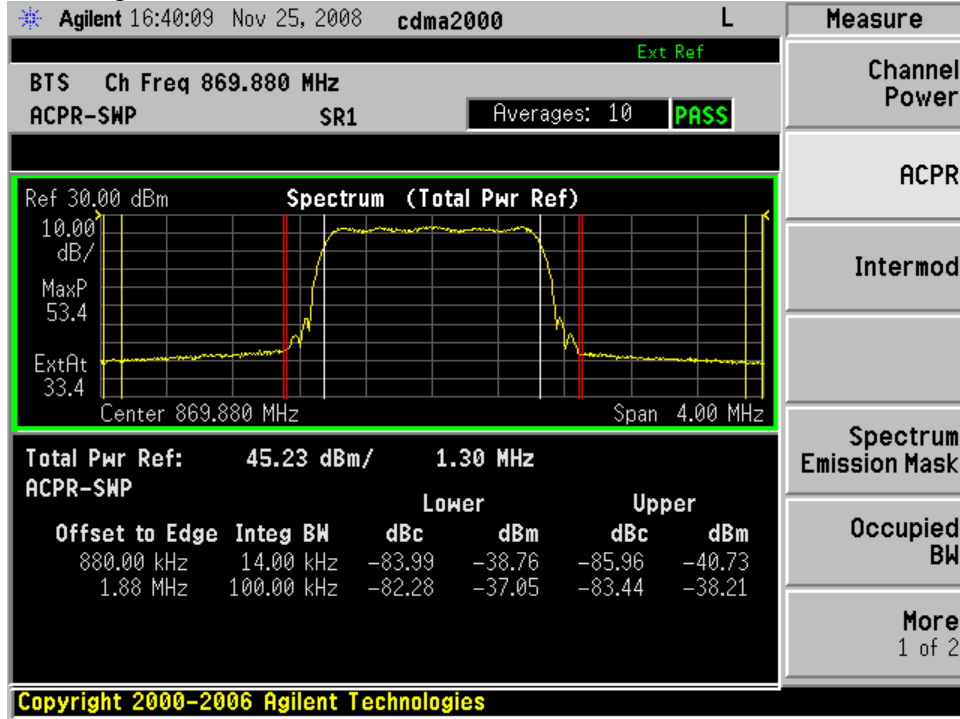 Agilent 16:40:09 Nov 25, 2008 cdma2000 L
Ext Ref
BTS Ch Freq 869.880 MHz
ACPR-SWP SR1 Averages: 10 PASS
Ref 30.00 dBm Spectrum (Total Pwr Ref)
10.00
dB/
MaxP
53.4
ExtAt
33.4
Center 869.880 MHz Span 4.00 MHz
Total Pwr Ref: 45.23 dBm/ 1.30 MHz
ACPR-SWP
Lower Upper
Offset to Edge Integ BW dBc dBm dBc dBm
880.00 kHz 14.00 kHz -83.99 -38.76 -85.96 -40.73
1.88 MHz 100.00 kHz -82.28 -37.05 -83.44 -38.21
Copyright 2000-2006 Agilent Technologies
Measure
Channel
Power
ACPR
Intermod
Spectrum
Emission Mask
Occupied
BW
More
1 of 2